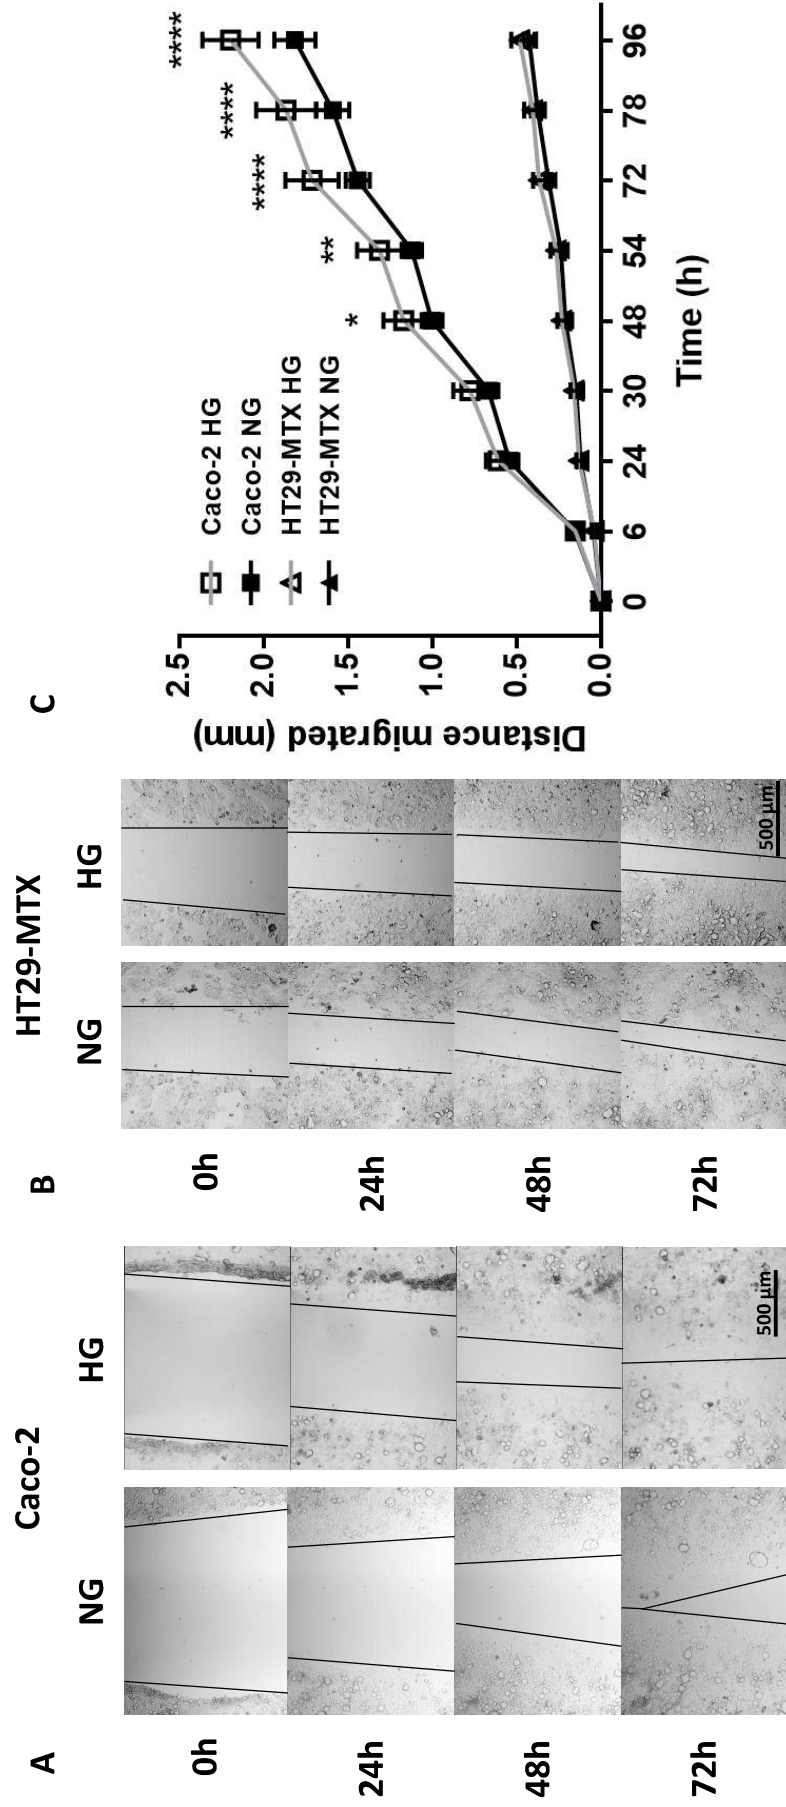 A
Caco-2
NG
HG
0h
24h
48h
72h
500 µm
B
HT29-MTX
NG
HG
0h
24h
48h
72h
500 µm
C
Distance migrated (mm)
2.5
2.0
1.5
1.0
0.5
0.0
Caco-2 HG
Caco-2 NG
HT29-MTX HG
HT29-MTX NG
*
**
****
****
****
0 6 24 30 48 54 72 78 96
Time (h)